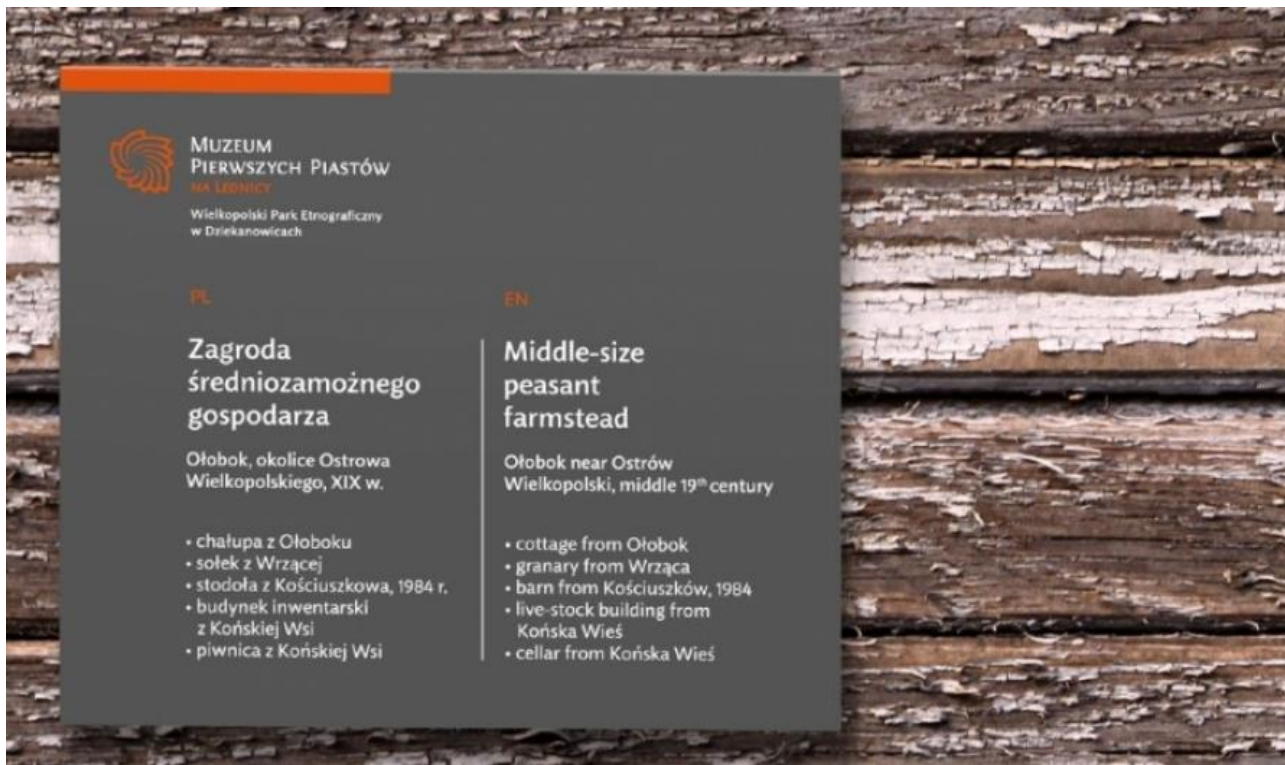 MUZEUM
PIERWSZYCH PIASTÓW
NA LEDNICY
Wielkopolski Park Etnograficzny
w Dziekanowicach
PL
Zagroda
średniozamożnego
gospodarza
Ołobok, okolice Ostrowa
Wielkopolskiego, XIX w.
• chałupa z Ołoboku
• sołek z Wrzącej
• stodoła z Kościuszkowa, 1984 r.
• budynek inwentarski
z Końskiej Wsi
• piwnica z Końskiej Wsi
EN
Middle-size
peasant
farmstead
Ołobok near Ostrów
Wielkopolski, middle 19th century
• cottage from Ołobok
• granary from Wrząca
• barn from Kościuszków, 1984
• live-stock building from
Końska Wieś
• cellar from Końska Wieś